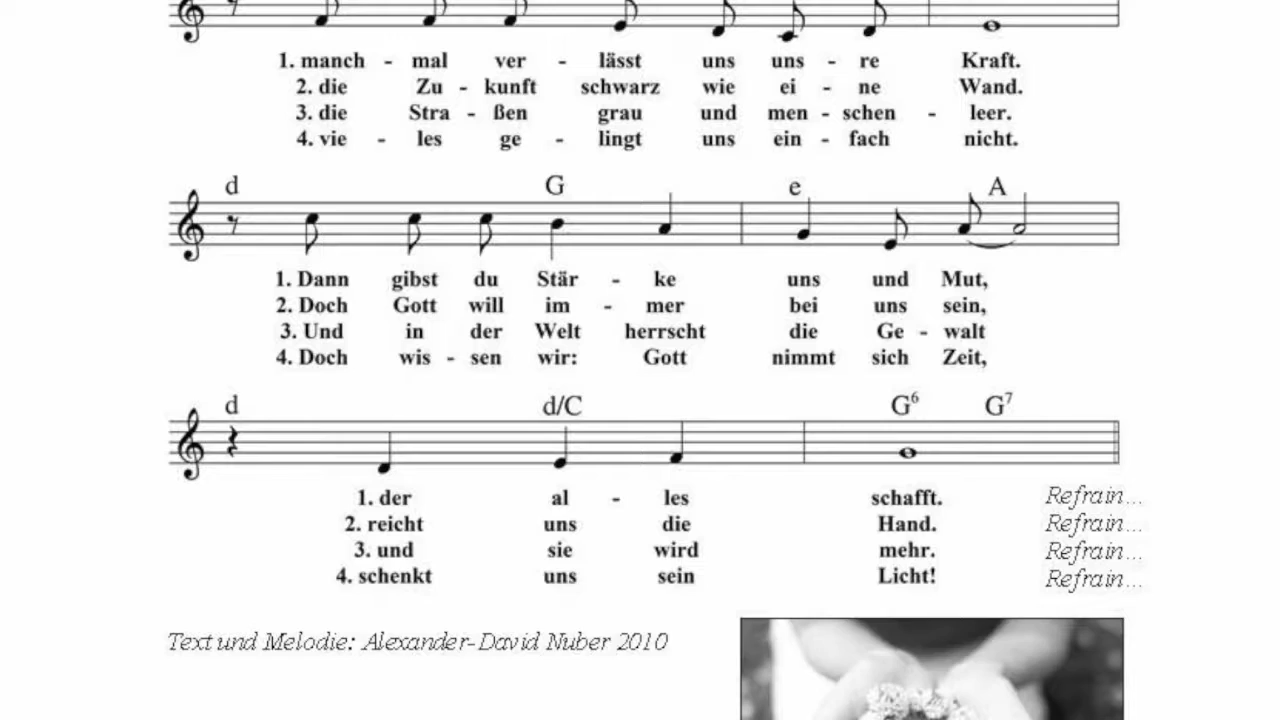 1. manch - mal ver - lässt uns uns - re Kraft.
2. die Zu - kunft schwarz wie ei - ne Wand.
3. die Stra - ßen grau und men - schen - leer.
4. vie - les ge - lingt uns ein - fach nicht.
d G e A
1. Dann gibst du Stär - ke uns und Mut,
2. Doch Gott will im - mer bei uns sein,
3. Und in der Welt herrscht die Ge - walt
4. Doch wis - sen wir: Gott nimmt sich Zeit,
d d/C G6 G7
1. der al - les schafft. Refrain...
2. reicht uns die Hand. Refrain...
3. und sie wird mehr. Refrain...
4. schenkt uns sein Licht! Refrain...
Text und Melodie: Alexander-David Nuber 2010